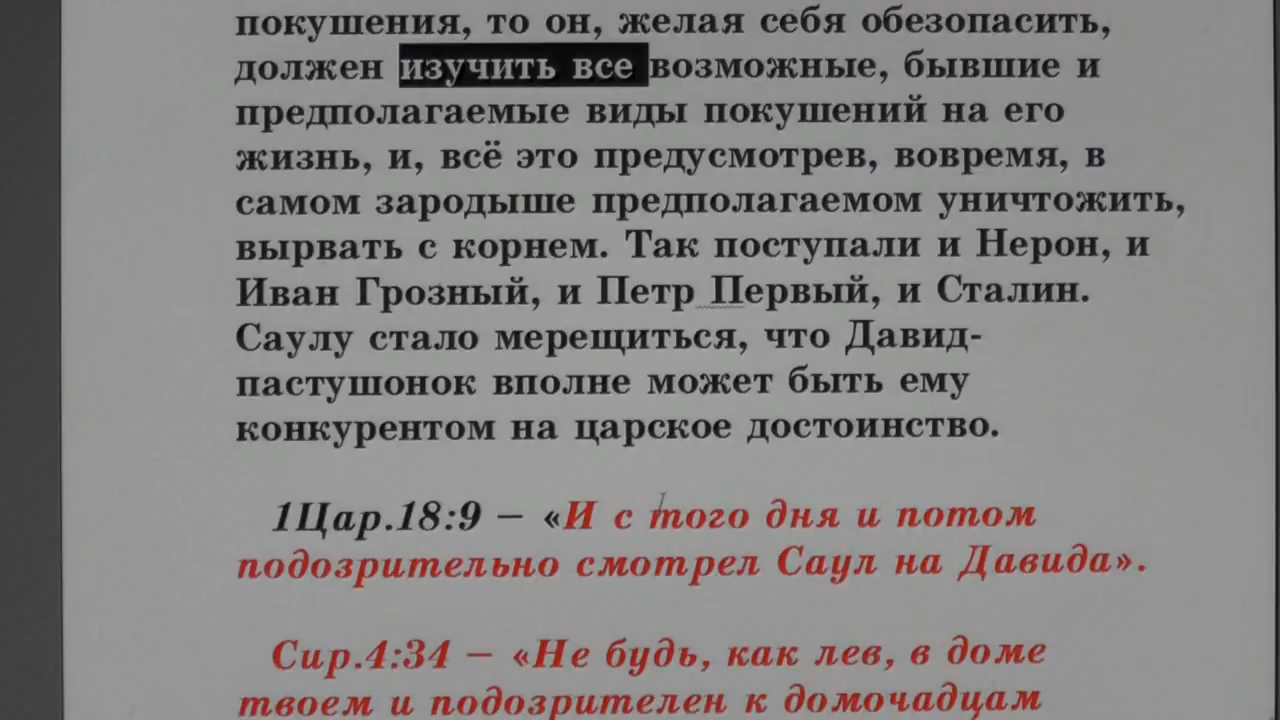 покушения, то он, желая себя обезопасить,
должен изучить все возможные, бывшие и
предполагаемые виды покушений на его
жизнь, и, всё это предусмотрев, вовремя, в
самом зародыше предполагаемом уничтожить,
вырвать с корнем. Так поступали и Нерон, и
Иван Грозный, и Петр Первый, и Сталин.
Саулу стало мерещиться, что Давид-
пастушонок вполне может быть ему
конкурентом на царское достоинство.
1Цар.18:9 – «И с того дня и потом
подозрительно смотрел Саул на Давида».
Сир.4:34 – «Не будь, как лев, в доме
твоем и подозрителен к домочадцам